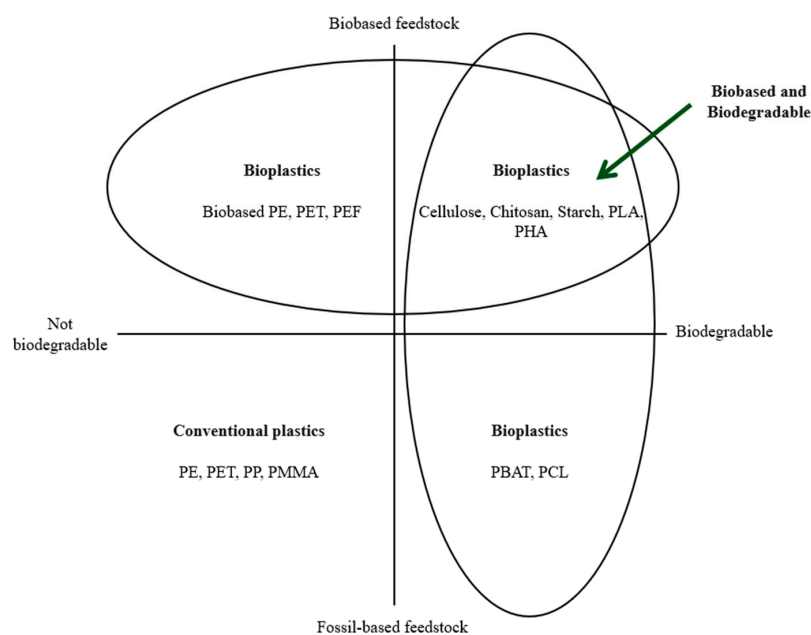 Biobased feedstock
Biobased and
Biodegradable
Bioplastics
Biobased PE, PET, PEF
Bioplastics
Cellulose, Chitosan, Starch, PLA,
PHA
Not
biodegradable
Biodegradable
Conventional plastics
PE, PET, PP, PMMA
Bioplastics
PBAT, PCL
Fossil-based feedstock